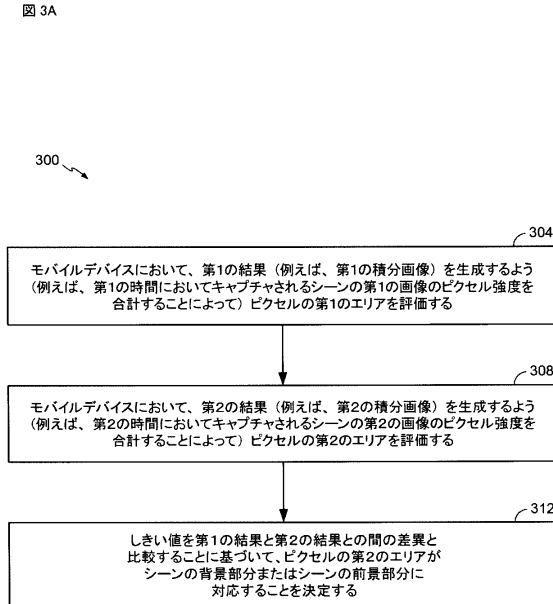 図 3A
300
304
モバイルデバイスにおいて、第1の結果（例えば、第1の積分画像）を生成するよう
（例えば、第1の時間においてキャプチャされるシーンの第1の画像のピクセル強度を
合計することによって）ピクセルの第1のエリアを評価する
308
モバイルデバイスにおいて、第2の結果（例えば、第2の積分画像）を生成するよう
（例えば、第2の時間においてキャプチャされるシーンの第2の画像のピクセル強度を
合計することによって）ピクセルの第2のエリアを評価する
312
しきい値を第1の結果と第2の結果との間の差異と
比較することに基づいて、ピクセルの第2のエリアが
シーンの背景部分またはシーンの前景部分に
対応することを決定する